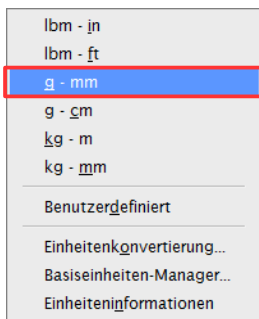 lbm - in
lbm - ft
g - mm
g - cm
kg - m
kg - mm
Benutzerdefiniert
Einheitenkonvertierung...
Basiseinheiten-Manager...
Einheiteninformationen